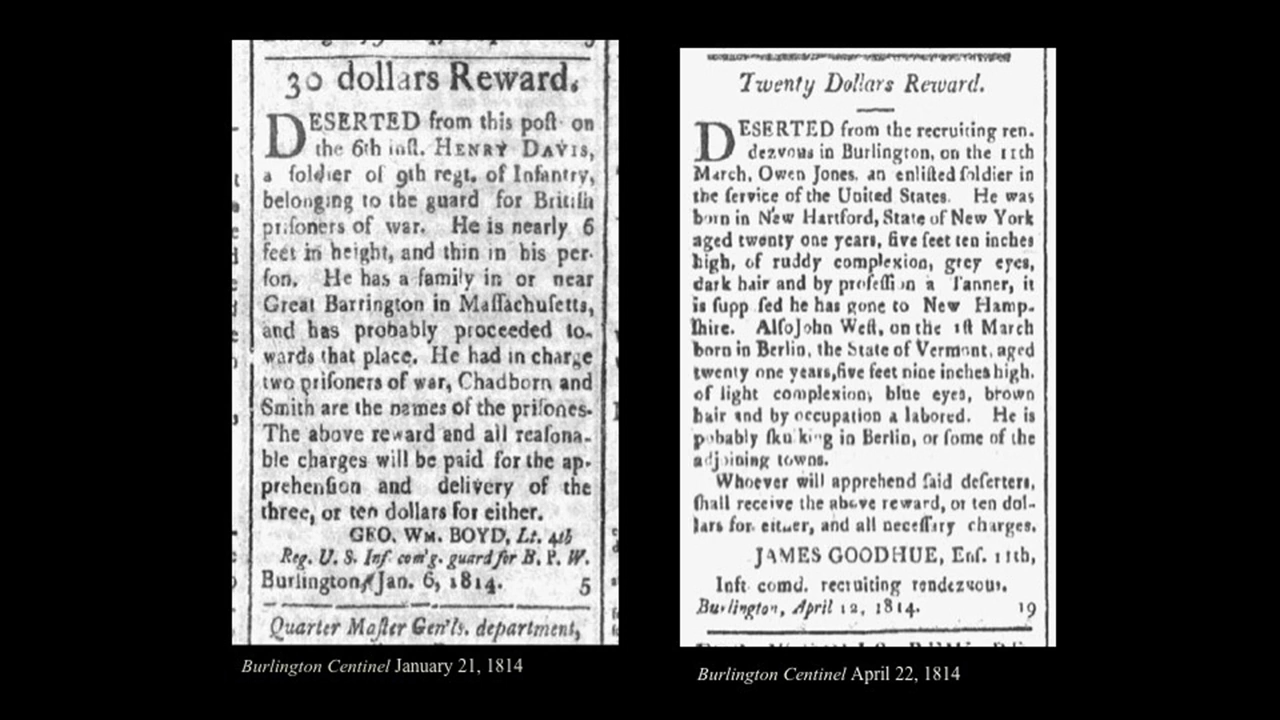 30 dollars Reward.
DESERTED from this poſt on
the 6th inſt. HENRY DAVIS,
a ſoldier of 9th regt. of Infantry,
belonging to the guard for Britiſh
priſoners of war. He is nearly 6
feet in height, and thin in his per-
ſon. He has a family in or near
Great Barrington in Maſſachuſetts,
and has probably proceeded to-
wards that place. He had in charge
two priſoners of war, Chadborn and
Smith are the names of the priſones.
The above reward and all reaſona-
ble charges will be paid for the ap-
prehenſion and delivery of the
three, or ten dollars for either.
GEO. WM. BOYD, Lt. 4th
Reg. U. S. Inf. com'g. guard for B. P. W.
Burlington, Jan. 6, 1814. 5
Quarter Maſter Gen'ls. department,
Burlington Centinel January 21, 1814
Twenty Dollars Reward.
DESERTED from the recruiting ren.
dezvous in Burlington, on the 11th
March, Owen Jones. an enliſted ſoldier in
the ſervice of the United States. He was
born in New Hartford, State of New York
aged twenty one years, five feet ten inches
high, of ruddy complexion, grey eyes,
dark hair and by profeſſi n a Tanner, it
is ſupp ſed he has gone to New Hamp-
ſhire. Alſo John Weſt, on the 1ſt March
born in Berlin, the State of Vermont, aged
twenty one years, five feet nine inches high.
of light complexion, blue eyes, brown
hair and by occupation a labored. He is
pobably ſku king in Berlin, or ſome of the
adjoining towns.
Whoever will apprehend ſaid deſerters,
ſhall receive the above reward, or ten dol-
lars for either, and all neceſſary charges.
JAMES GOODHUE, Enſ. 11th,
Inft comd. recruiting rendezvous.
Burlington, April 12, 1814. 19
Burlington Centinel April 22, 1814